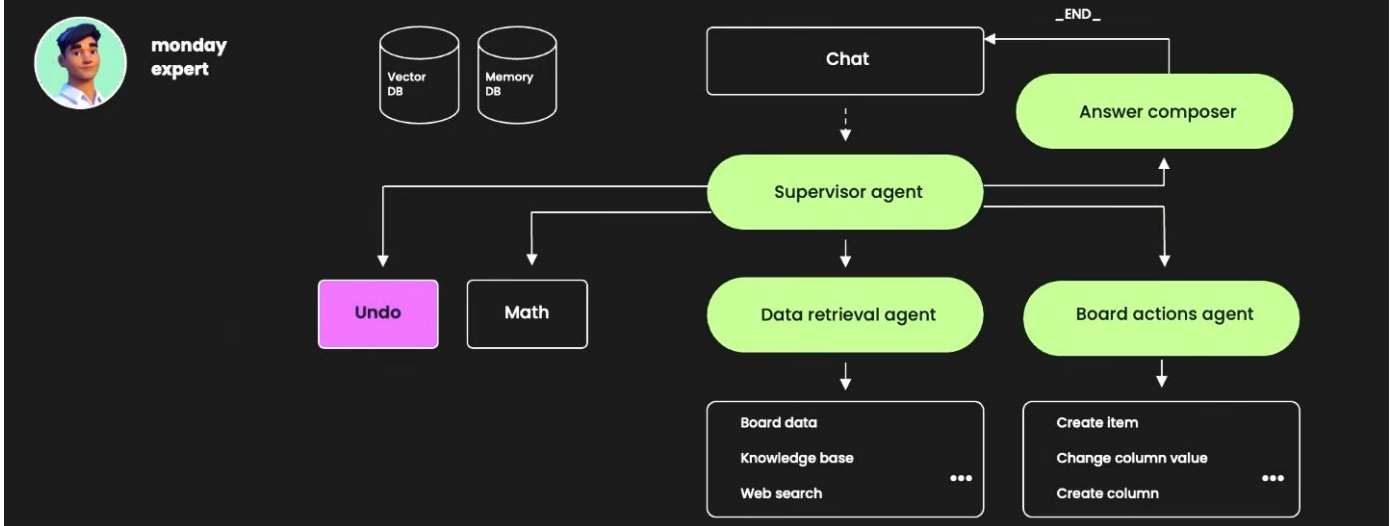 monday
expert
Vector
DB
Memory
DB
Chat
_END_
Answer composer
Supervisor agent
Undo
Math
Data retrieval agent
Board actions agent
Board data
Knowledge base
Web search
•••
Create item
Change column value
Create column
•••